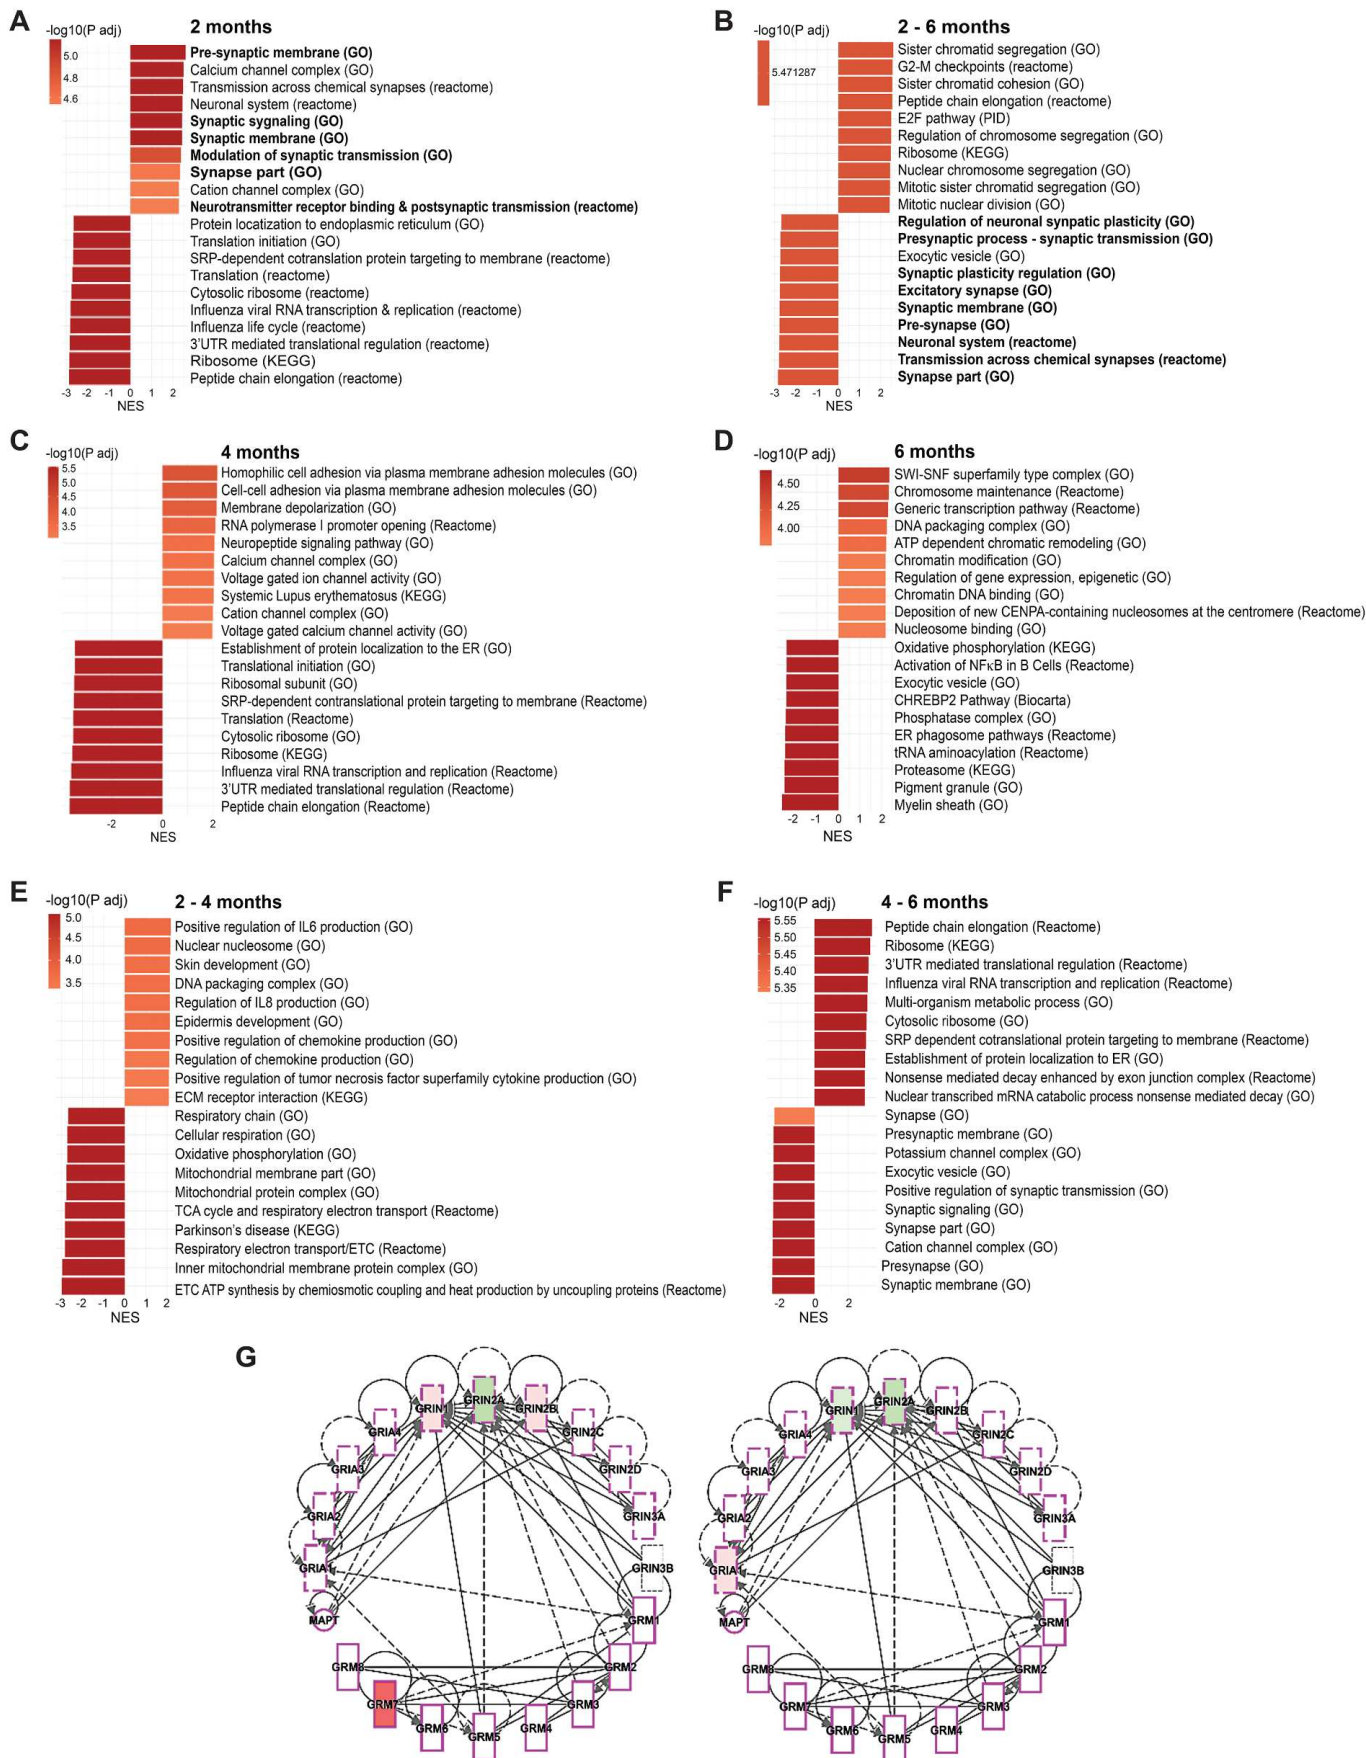 A
2 months
-log10(P adj)
5.0
4.8
4.6
Pre-synaptic membrane (GO)
Calcium channel complex (GO)
Transmission across chemical synapses (reactome)
Neuronal system (reactome)
Synaptic sygnaling (GO)
Synaptic membrane (GO)
Modulation of synaptic transmission (GO)
Synapse part (GO)
Cation channel complex (GO)
Neurotransmitter receptor binding & postsynaptic transmission (reactome)
Protein localization to endoplasmic reticulum (GO)
Translation initiation (GO)
SRP-dependent cotranslation protein targeting to membrane (reactome)
Translation (reactome)
Cytosolic ribosome (reactome)
Influenza viral RNA transcription & replication (reactome)
Influenza life cycle (reactome)
3'UTR mediated translational regulation (reactome)
Ribosome (KEGG)
Peptide chain elongation (reactome)
-3 -2 -1 0 1 2
NES
B
2 - 6 months
-log10(P adj)
5.471287
Sister chromatid segregation (GO)
G2-M checkpoints (reactome)
Sister chromatid cohesion (GO)
Peptide chain elongation (reactome)
E2F pathway (PID)
Regulation of chromosome segregation (GO)
Ribosome (KEGG)
Nuclear chromosome segregation (GO)
Mitotic sister chromatid segregation (GO)
Mitotic nuclear division (GO)
Regulation of neuronal synpatic plasticity (GO)
Presynaptic process - synaptic transmission (GO)
Exocytic vesicle (GO)
Synaptic plasticity regulation (GO)
Excitatory synapse (GO)
Synaptic membrane (GO)
Pre-synapse (GO)
Neuronal system (reactome)
Transmission across chemical synapses (reactome)
Synapse part (GO)
-3 -2 -1 0 1 2
NES
C
4 months
-log10(P adj)
5.5
5.0
4.5
4.0
3.5
Homophilic cell adhesion via plasma membrane adhesion molecules (GO)
Cell-cell adhesion via plasma membrane adhesion molecules (GO)
Membrane depolarization (GO)
RNA polymerase I promoter opening (Reactome)
Neuropeptide signaling pathway (GO)
Calcium channel complex (GO)
Voltage gated ion channel activity (GO)
Systemic Lupus erythematosus (KEGG)
Cation channel complex (GO)
Voltage gated calcium channel activity (GO)
Establishment of protein localization to the ER (GO)
Translational initiation (GO)
Ribosomal subunit (GO)
SRP-dependent contranslational protein targeting to membrane (Reactome)
Translation (Reactome)
Cytosolic ribosome (GO)
Ribosome (KEGG)
Influenza viral RNA transcription and replication (Reactome)
3'UTR mediated translational regulation (Reactome)
Peptide chain elongation (Reactome)
-2 0 2
NES
D
6 months
-log10(P adj)
4.50
4.25
4.00
SWI-SNF superfamily type complex (GO)
Chromosome maintenance (Reactome)
Generic transcription pathway (Reactome)
DNA packaging complex (GO)
ATP dependent chromatic remodeling (GO)
Chromatin modification (GO)
Regulation of gene expression, epigenetic (GO)
Chromatin DNA binding (GO)
Deposition of new CENPA-containing nucleosomes at the centromere (Reactome)
Nucleosome binding (GO)
Oxidative phosphorylation (KEGG)
Activation of NFκB in B Cells (Reactome)
Exocytic vesicle (GO)
CHREBP2 Pathway (Biocarta)
Phosphatase complex (GO)
ER phagosome pathways (Reactome)
tRNA aminoacylation (Reactome)
Proteasome (KEGG)
Pigment granule (GO)
Myelin sheath (GO)
-2 -1 0 1 2
NES
E
2 - 4 months
-log10(P adj)
5.0
4.5
4.0
3.5
Positive regulation of IL6 production (GO)
Nuclear nucleosome (GO)
Skin development (GO)
DNA packaging complex (GO)
Regulation of IL8 production (GO)
Epidermis development (GO)
Positive regulation of chemokine production (GO)
Regulation of chemokine production (GO)
Positive regulation of tumor necrosis factor superfamily cytokine production (GO)
ECM receptor interaction (KEGG)
Respiratory chain (GO)
Cellular respiration (GO)
Oxidative phosphorylation (GO)
Mitochondrial membrane part (GO)
Mitochondrial protein complex (GO)
TCA cycle and respiratory electron transport (Reactome)
Parkinson's disease (KEGG)
Respiratory electron transport/ETC (Reactome)
Inner mitochondrial membrane protein complex (GO)
ETC ATP synthesis by chemiosmotic coupling and heat production by uncoupling proteins (Reactome)
-3 -2 -1 0 1 2
NES
F
4 - 6 months
-log10(P adj)
5.55
5.50
5.45
5.40
5.35
Peptide chain elongation (Reactome)
Ribosome (KEGG)
3'UTR mediated translational regulation (Reactome)
Influenza viral RNA transcription and replication (Reactome)
Multi-organism metabolic process (GO)
Cytosolic ribosome (GO)
SRP dependent cotranslational protein targeting to membrane (Reactome)
Establishment of protein localization to ER (GO)
Nonsense mediated decay enhanced by exon junction complex (Reactome)
Nuclear transcribed mRNA catabolic process nonsense mediated decay (GO)
Synapse (GO)
Presynaptic membrane (GO)
Potassium channel complex (GO)
Exocytic vesicle (GO)
Positive regulation of synaptic transmission (GO)
Synaptic signaling (GO)
Synapse part (GO)
Cation channel complex (GO)
Presynapse (GO)
Synaptic membrane (GO)
-2 0 2
NES
G
GRIN1
GRIN2A
GRIN2B
GRIA4
GRIN2C
GRIA3
GRIN2D
GRIA2
GRIN3A
GRIA1
GRIN3B
MAPT
GRM1
GRM8
GRM2
GRM7
GRM3
GRM6
GRM5
GRM4
GRIN1
GRIN2A
GRIN2B
GRIA4
GRIN2C
GRIA3
GRIN2D
GRIA2
GRIN3A
GRIA1
GRIN3B
MAPT
GRM1
GRM8
GRM2
GRM7
GRM3
GRM6
GRM5
GRM4